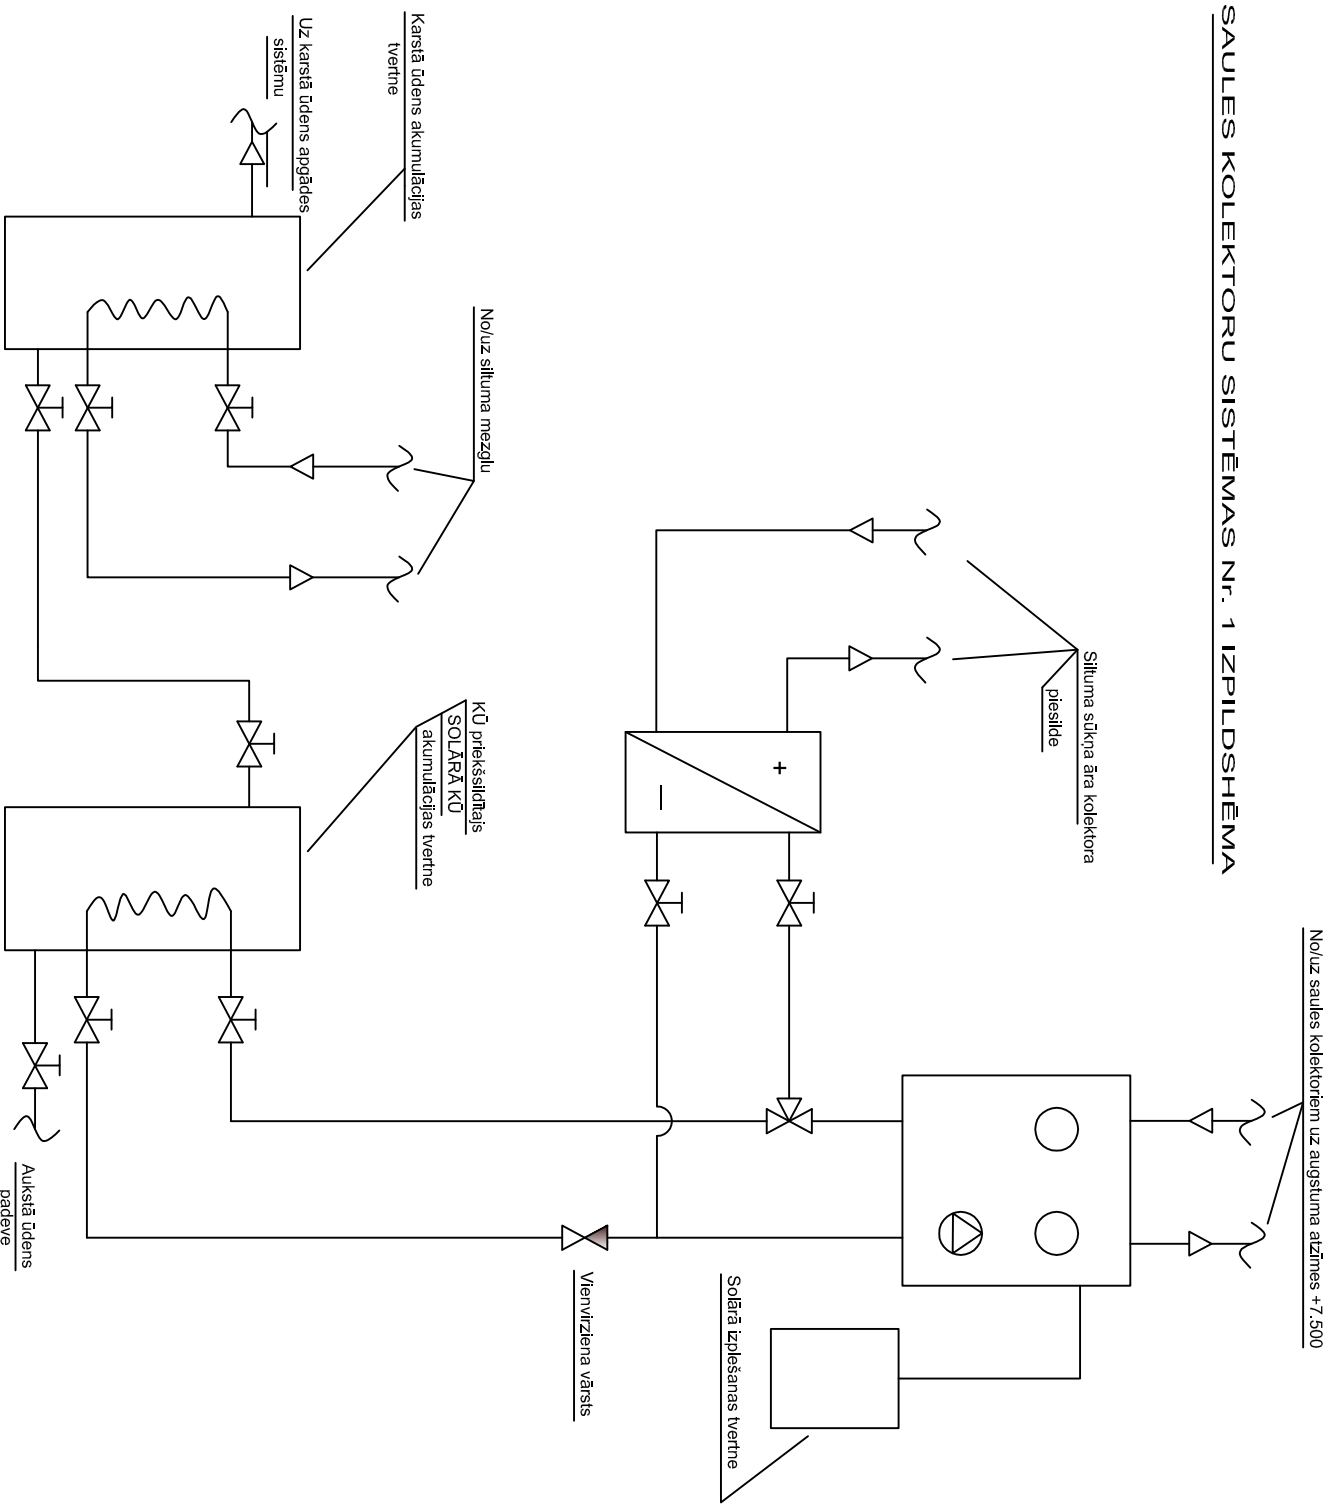 SAULES KOLEKTORU SISTĒMAS Nr. 1 IZPILDSHĒMA
No/uz saules kolektoriem uz augstuma atzīmes +7.500
Siltuma sūkņa āra kolektora
piesilde
Solārā izplešanas tvertne
Vienvirziena vārsts
No/uz siltuma mezglu
KŪ priekšsildītajs
SOLĀRĀ KŪ
akumulācijas tvertne
Karstā ūdens akumulācijas
tvertne
Uz karstā ūdens apgādes
sistēmu
Aukstā ūdens
padeve
+
–